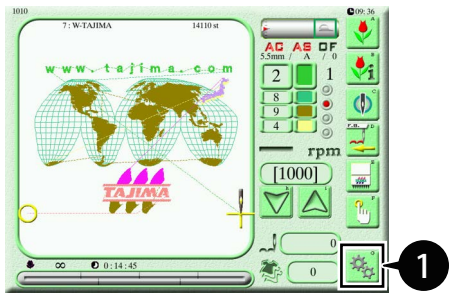 1010
09: 36
7 : W-TAJIMA 14110 st
AC AS OF
5.5mm / A / 0
www.tajima.com
2 1
8
9
4
rpm
[1000]
TAJIMA
0
0 : 14 : 45
0
1